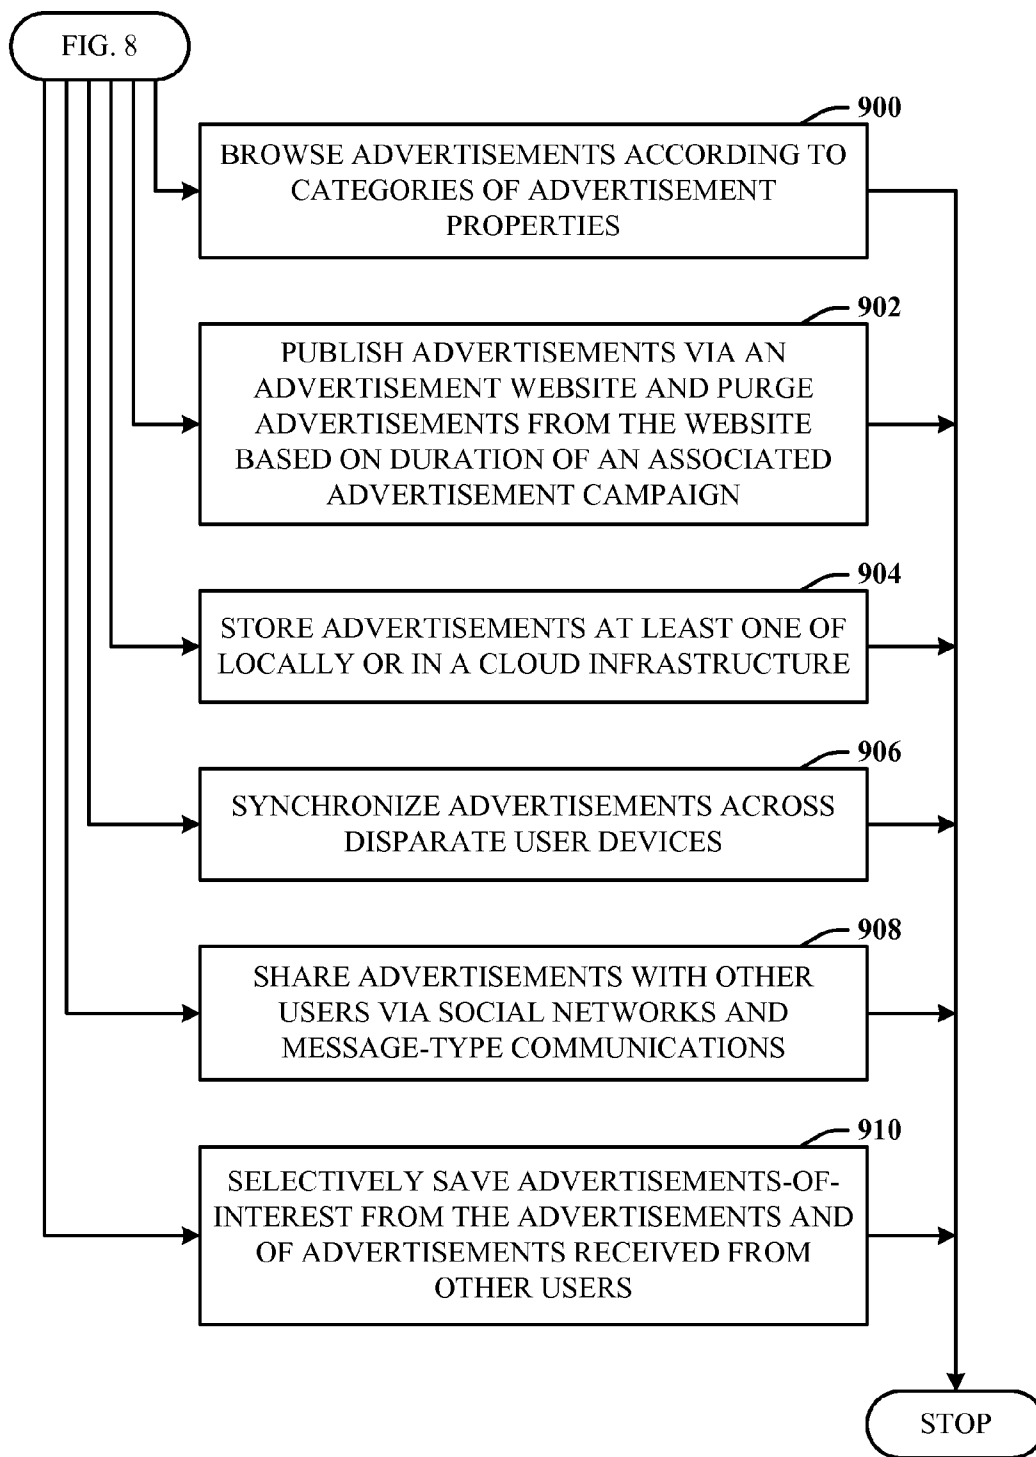 FIG. 8
900
BROWSE ADVERTISEMENTS ACCORDING TO
CATEGORIES OF ADVERTISEMENT
PROPERTIES
902
PUBLISH ADVERTISEMENTS VIA AN
ADVERTISEMENT WEBSITE AND PURGE
ADVERTISEMENTS FROM THE WEBSITE
BASED ON DURATION OF AN ASSOCIATED
ADVERTISEMENT CAMPAIGN
904
STORE ADVERTISEMENTS AT LEAST ONE OF
LOCALLY OR IN A CLOUD INFRASTRUCTURE
906
SYNCHRONIZE ADVERTISEMENTS ACROSS
DISPARATE USER DEVICES
908
SHARE ADVERTISEMENTS WITH OTHER
USERS VIA SOCIAL NETWORKS AND
MESSAGE-TYPE COMMUNICATIONS
910
SELECTIVELY SAVE ADVERTISEMENTS-OF-
INTEREST FROM THE ADVERTISEMENTS AND
OF ADVERTISEMENTS RECEIVED FROM
OTHER USERS
STOP